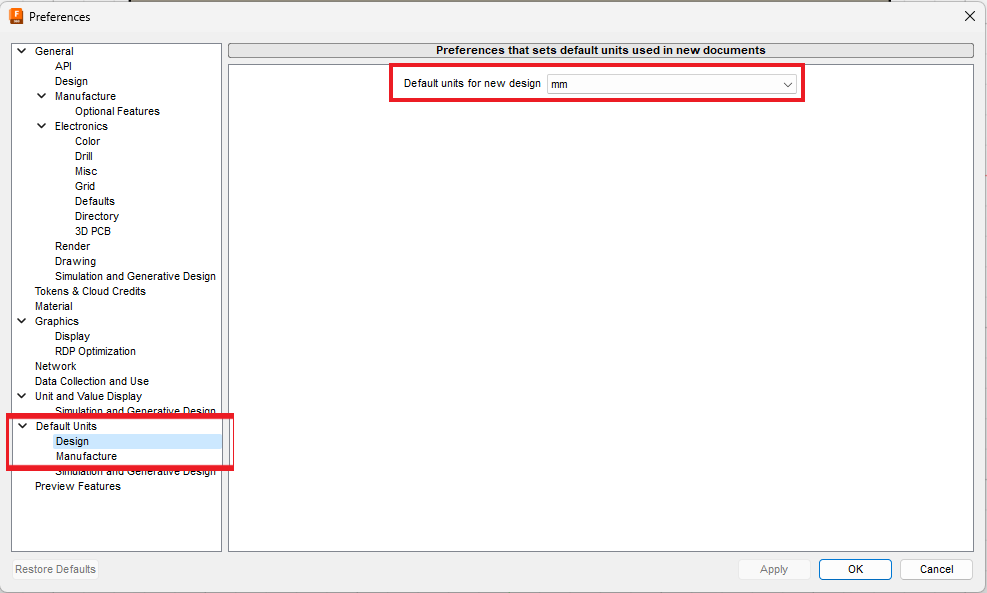 Preferences
General
API
Design
Manufacture
Optional Features
Electronics
Color
Drill
Misc
Grid
Defaults
Directory
3D PCB
Render
Drawing
Simulation and Generative Design
Tokens & Cloud Credits
Material
Graphics
Display
RDP Optimization
Network
Data Collection and Use
Unit and Value Display
Simulation and Generative Design
Default Units
Design
Manufacture
Simulation and Generative Design
Preview Features
Preferences that sets default units used in new documents
Default units for new design mm
Restore Defaults
Apply OK Cancel